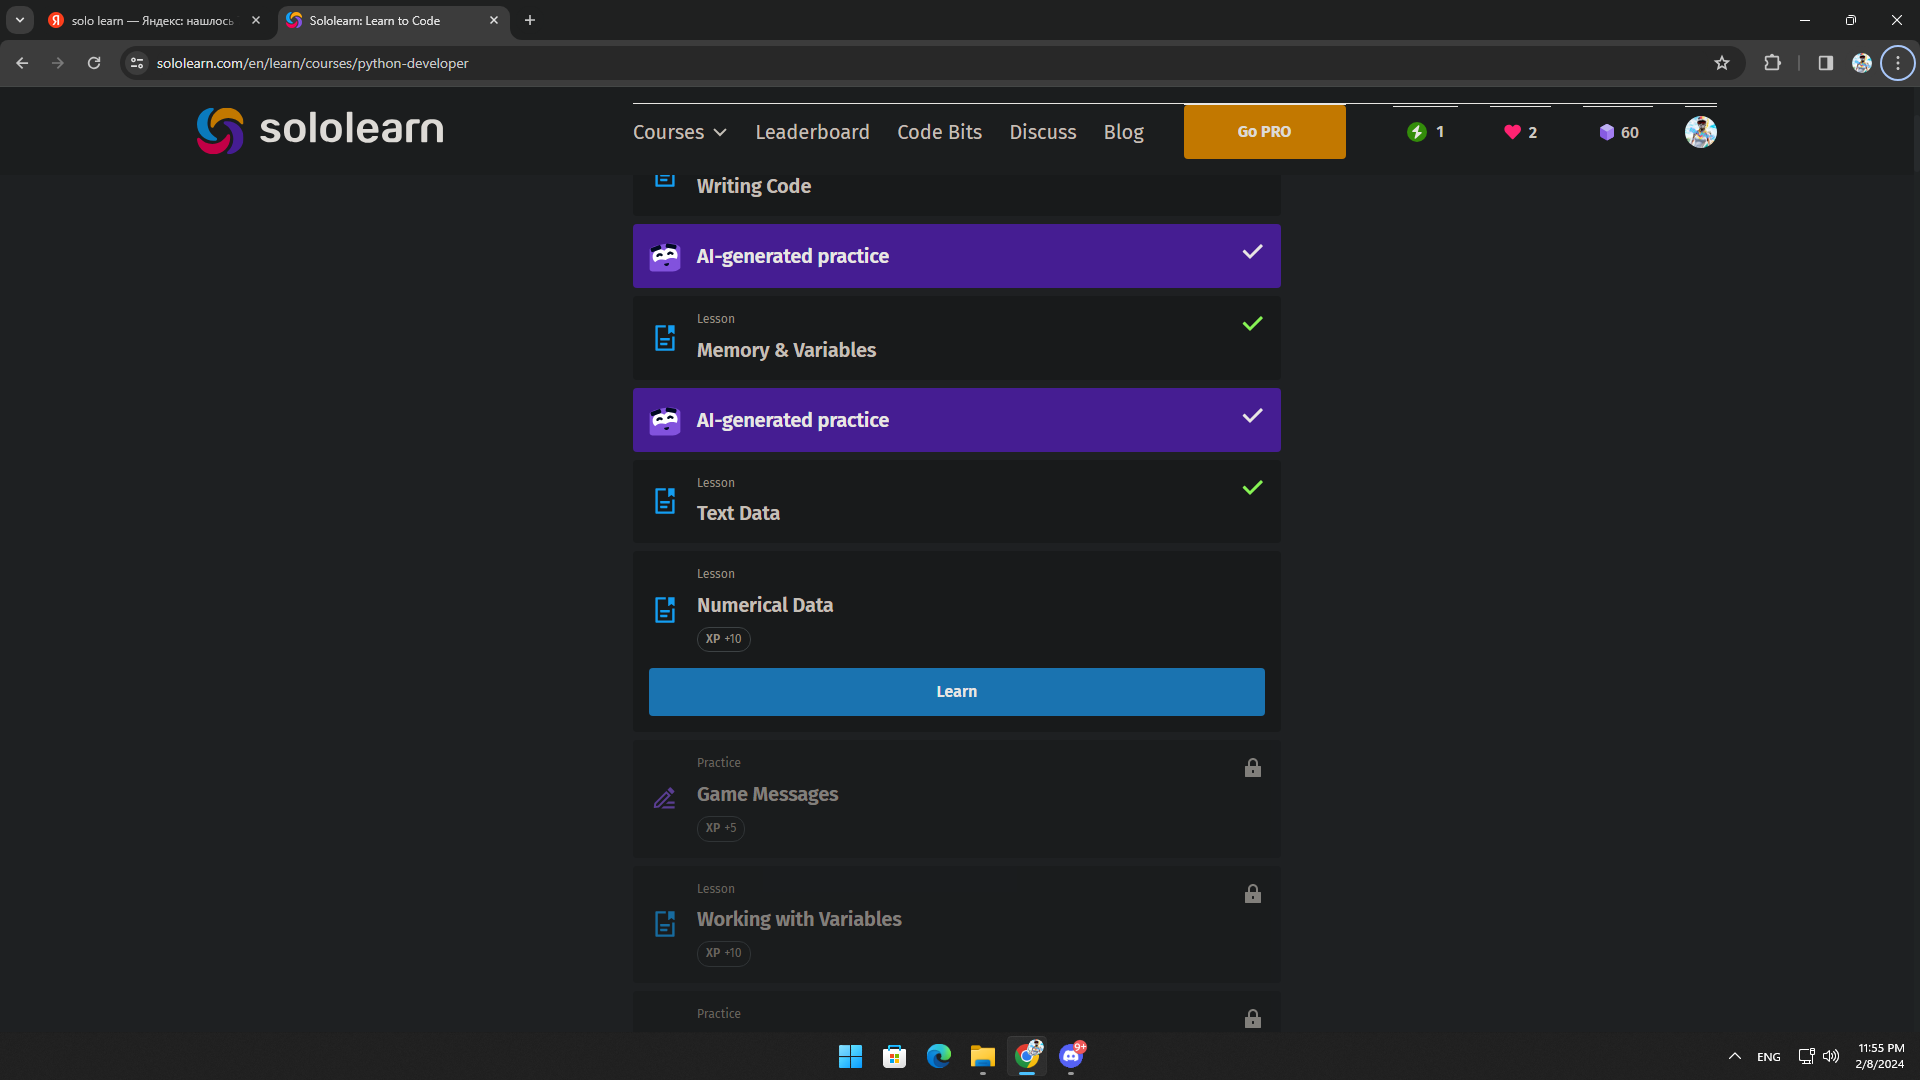 solo learn — Яндекс: нашлось
Sololearn: Learn to Code
sololearn.com/en/learn/courses/python-developer
sololearn
Courses
Leaderboard
Code Bits
Discuss
Blog
Go PRO
1
2
60
Writing Code
AI-generated practice
Lesson
Memory & Variables
AI-generated practice
Lesson
Text Data
Lesson
Numerical Data
XP +10
Learn
Practice
Game Messages
XP +5
Lesson
Working with Variables
XP +10
Practice
9+
ENG
11:55 PM
2/8/2024